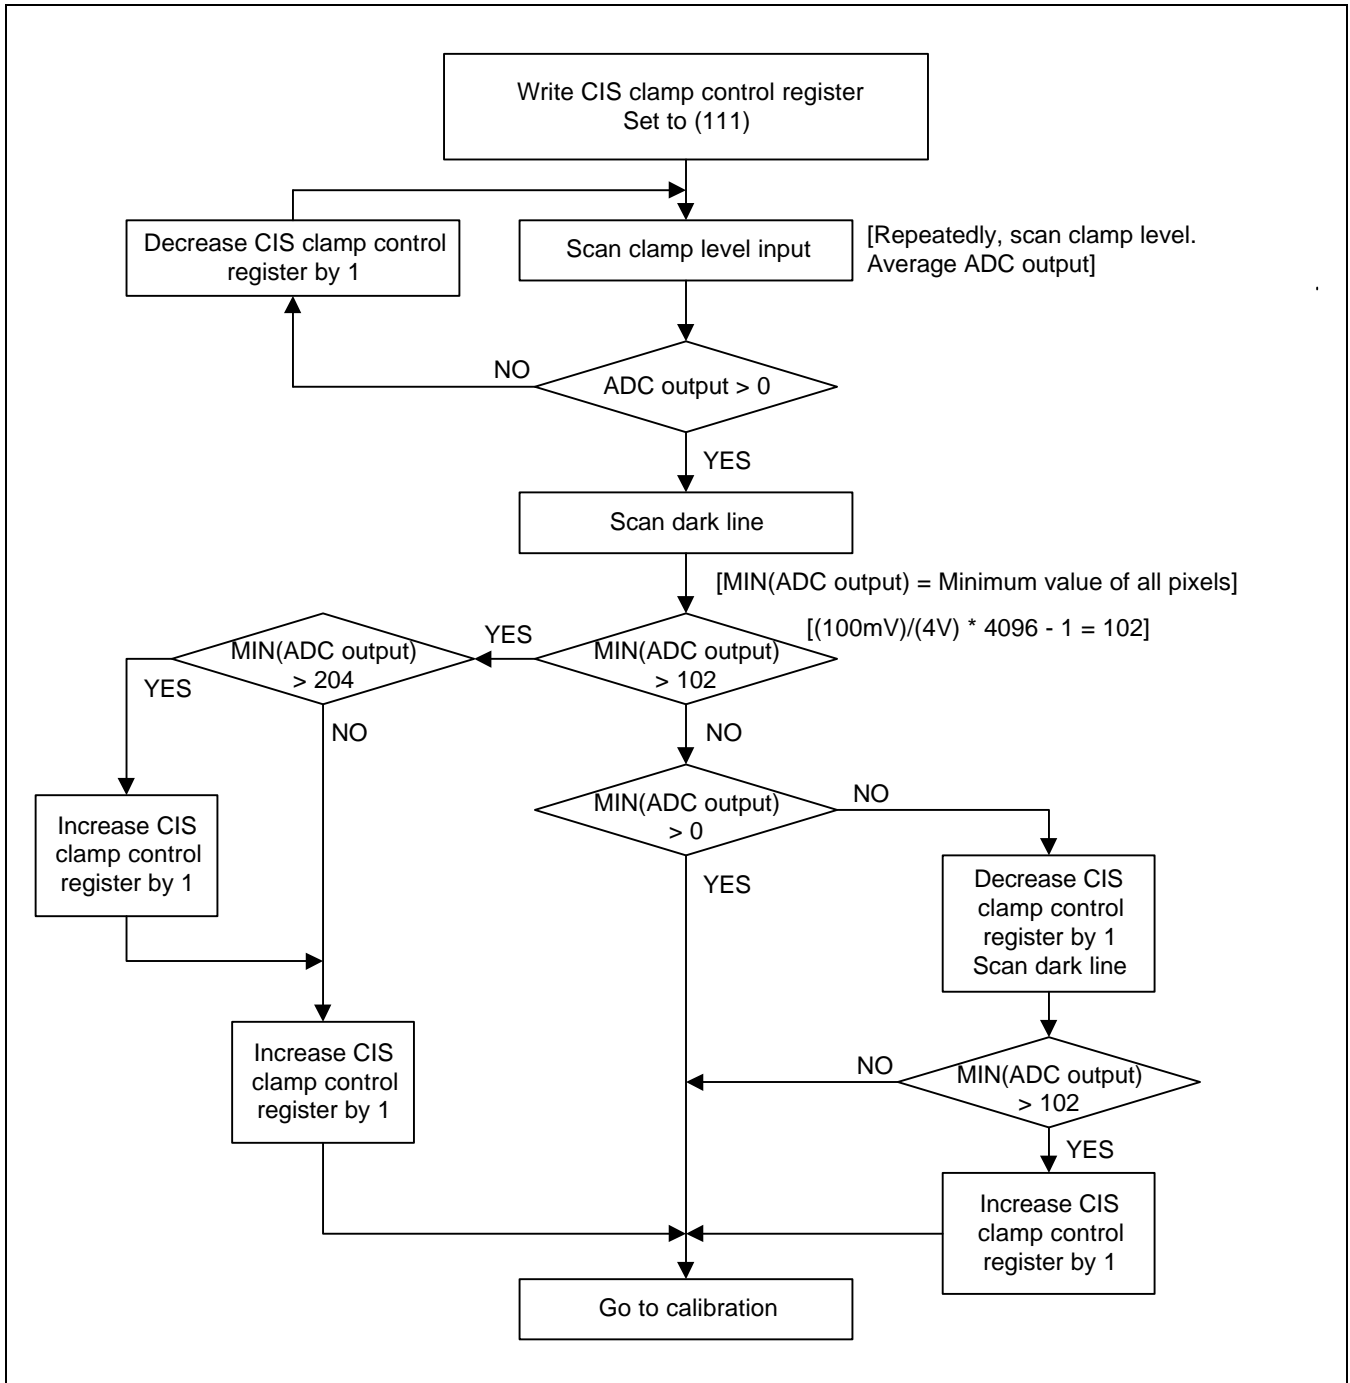 Write CIS clamp control register
Set to (111)
Decrease CIS clamp control
register by 1
Scan clamp level input
[Repeatedly, scan clamp level.
Average ADC output]
NO
ADC output > 0
YES
Scan dark line
[MIN(ADC output) = Minimum value of all pixels]
[(100mV)/(4V) * 4096 - 1 = 102]
MIN(ADC output)
> 204
YES
MIN(ADC output)
> 102
YES
NO
NO
MIN(ADC output)
> 0
NO
Increase CIS
clamp control
register by 1
YES
Decrease CIS
clamp control
register by 1
Scan dark line
Increase CIS
clamp control
register by 1
NO
MIN(ADC output)
> 102
YES
Increase CIS
clamp control
register by 1
Go to calibration